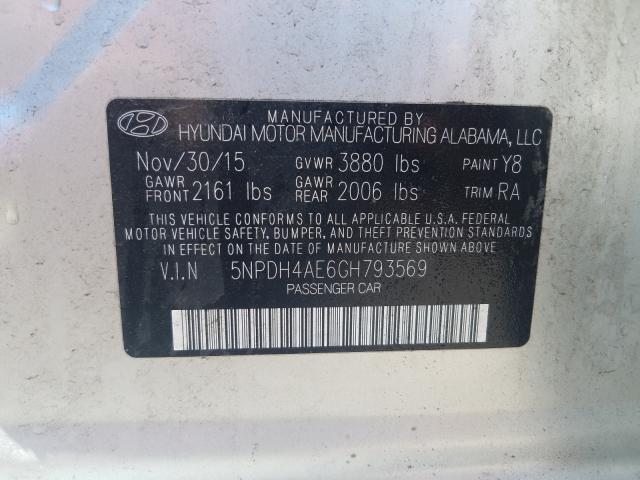 MANUFACTURED BY
HYUNDAI MOTOR MANUFACTURING ALABAMA, LLC
Nov/30/15 GVWR 3880 lbs PAINT Y8
GAWR FRONT 2161 lbs GAWR REAR 2006 lbs TRIM RA
THIS VEHICLE CONFORMS TO ALL APPLICABLE U.S.A. FEDERAL
MOTOR VEHICLE SAFETY, BUMPER, AND THEFT PREVENTION STANDARDS
IN EFFECT ON THE DATE OF MANUFACTURE SHOWN ABOVE.
V.I.N 5NPDH4AE6GH793569
PASSENGER CAR